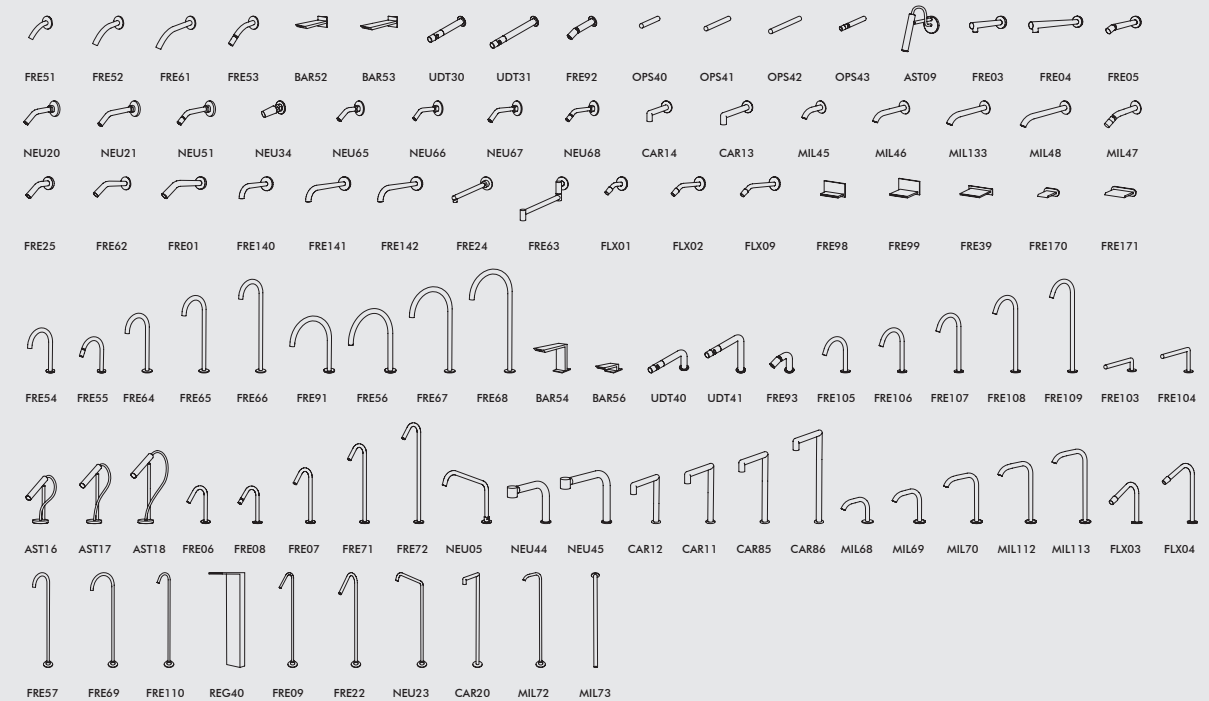 FRE51 FRE52 FRE61 FRE53 BAR52 BAR53 UDT30 UDT31 FRE92 OPS40 OPS41 OPS42 OPS43 AST09 FRE03 FRE04 FRE05
NEU20 NEU21 NEU51 NEU34 NEU65 NEU66 NEU67 NEU68 CAR14 CAR13 MIL45 MIL46 MIL133 MIL48 MIL47
FRE25 FRE62 FRE01 FRE140 FRE141 FRE142 FRE24 FRE63 FLX01 FLX02 FLX09 FRE98 FRE99 FRE39 FRE170 FRE171
FRE54 FRE55 FRE64 FRE65 FRE66 FRE91 FRE56 FRE67 FRE68 BAR54 BAR56 UDT40 UDT41 FRE93 FRE105 FRE106 FRE107 FRE108 FRE109 FRE103 FRE104
AST16 AST17 AST18 FRE06 FRE08 FRE07 FRE71 FRE72 NEU05 NEU44 NEU45 CAR12 CAR11 CAR85 CAR86 MIL68 MIL69 MIL70 MIL112 MIL113 FLX03 FLX04
FRE57 FRE69 FRE110 REG40 FRE09 FRE22 NEU23 CAR20 MIL72 MIL73